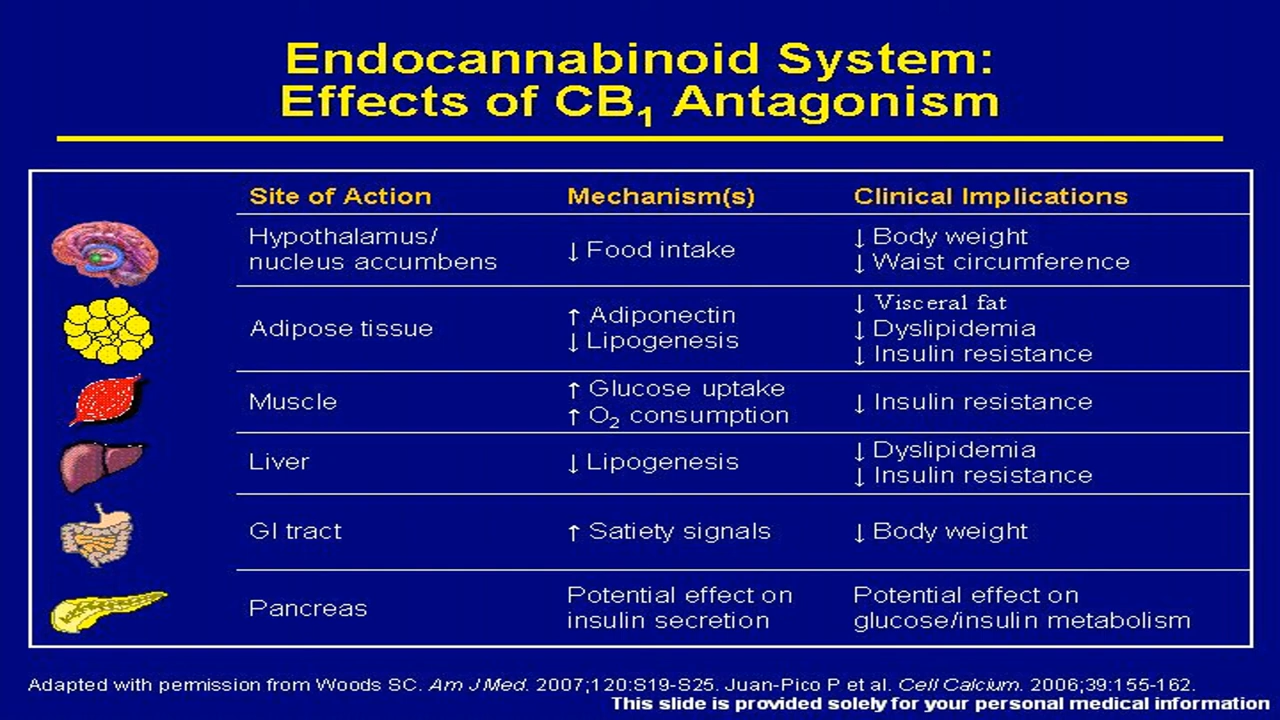 Endocannabinoid System:
Effects of CB₁ Antagonism
Site of Action Mechanism(s) Clinical Implications
Hypothalamus/
nucleus accumbens
↓ Food intake
↓ Body weight
↓ Waist circumference
Adipose tissue
↑ Adiponectin
↓ Lipogenesis
↓ Visceral fat
↓ Dyslipidemia
↓ Insulin resistance
Muscle
↑ Glucose uptake
↑ O₂ consumption
↓ Insulin resistance
Liver
↓ Lipogenesis
↓ Dyslipidemia
↓ Insulin resistance
GI tract
↑ Satiety signals
↓ Body weight
Pancreas
Potential effect on
insulin secretion
Potential effect on
glucose/insulin metabolism
Adapted with permission from Woods SC. Am J Med. 2007;120:S19-S25. Juan-Pico P et al. Cell Calcium. 2006;39:155-162.
This slide is provided solely for your personal medical information